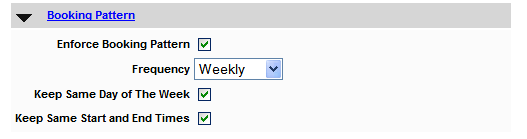 Booking Pattern
Enforce Booking Pattern
Frequency Weekly
Keep Same Day of The Week
Keep Same Start and End Times